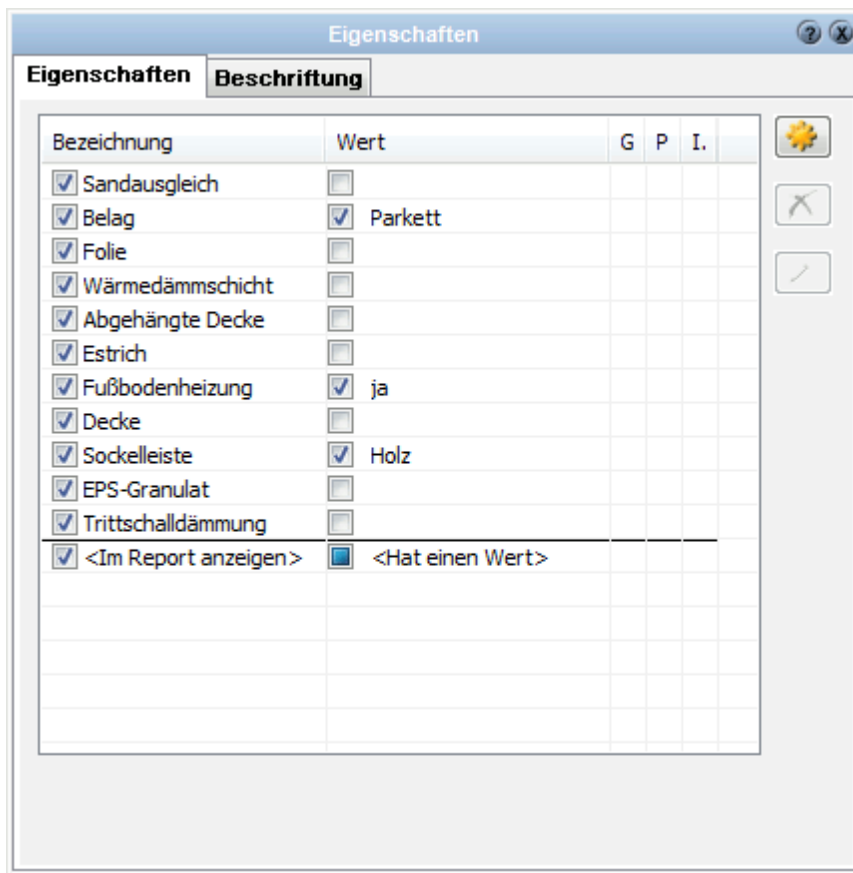 Eigenschaften
Eigenschaften Beschriftung
Bezeichnung Wert G P I.
Sandausgleich
Belag Parkett
Folie
Wärmedämmschicht
Abgehängte Decke
Estrich
Fußbodenheizung ja
Decke
Sockelleiste Holz
EPS-Granulat
Trittschalldämmung
<Im Report anzeigen> <Hat einen Wert>